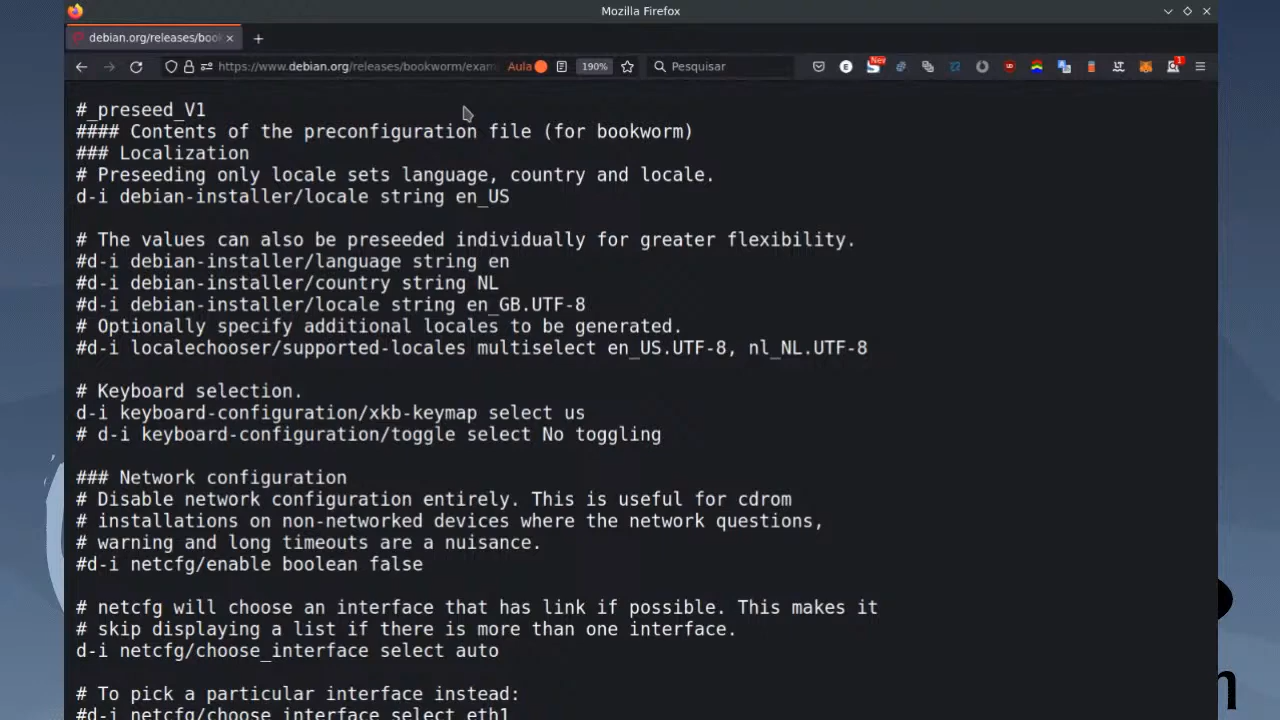 Mozilla Firefox
debian.org/releases/boo
https://www.debian.org/releases/bookworm/exam
Aula
190%
Pesquisar
New
1
#_preseed_V1
#### Contents of the preconfiguration file (for bookworm)
### Localization
# Preseeding only locale sets language, country and locale.
d-i debian-installer/locale string en_US
# The values can also be preseeded individually for greater flexibility.
#d-i debian-installer/language string en
#d-i debian-installer/country string NL
#d-i debian-installer/locale string en_GB.UTF-8
# Optionally specify additional locales to be generated.
#d-i localechooser/supported-locales multiselect en_US.UTF-8, nl_NL.UTF-8
# Keyboard selection.
d-i keyboard-configuration/xkb-keymap select us
# d-i keyboard-configuration/toggle select No toggling
### Network configuration
# Disable network configuration entirely. This is useful for cdrom
# installations on non-networked devices where the network questions,
# warning and long timeouts are a nuisance.
#d-i netcfg/enable boolean false
# netcfg will choose an interface that has link if possible. This makes it
# skip displaying a list if there is more than one interface.
d-i netcfg/choose_interface select auto
# To pick a particular interface instead:
#d-i netcfg/choose_interface select eth1